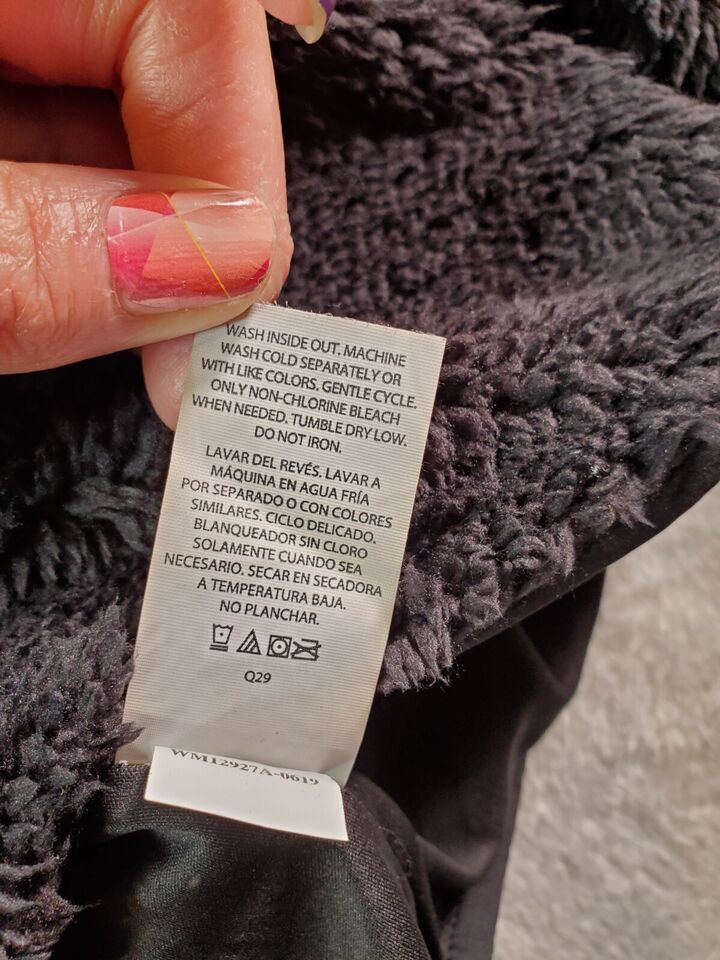 WASH INSIDE OUT. MACHINE
WASH COLD SEPARATELY OR
WITH LIKE COLORS. GENTLE CYCLE.
ONLY NON-CHLORINE BLEACH
WHEN NEEDED. TUMBLE DRY LOW.
DO NOT IRON.
LAVAR DEL REVÉS. LAVAR A
MÁQUINA EN AGUA FRÍA
POR SEPARADO O CON COLORES
SIMILARES. CICLO DELICADO.
BLANQUEADOR SIN CLORO
SOLAMENTE CUANDO SEA
NECESARIO. SECAR EN SECADORA
A TEMPERATURA BAJA.
NO PLANCHAR.
Q29
WM12927A-0619